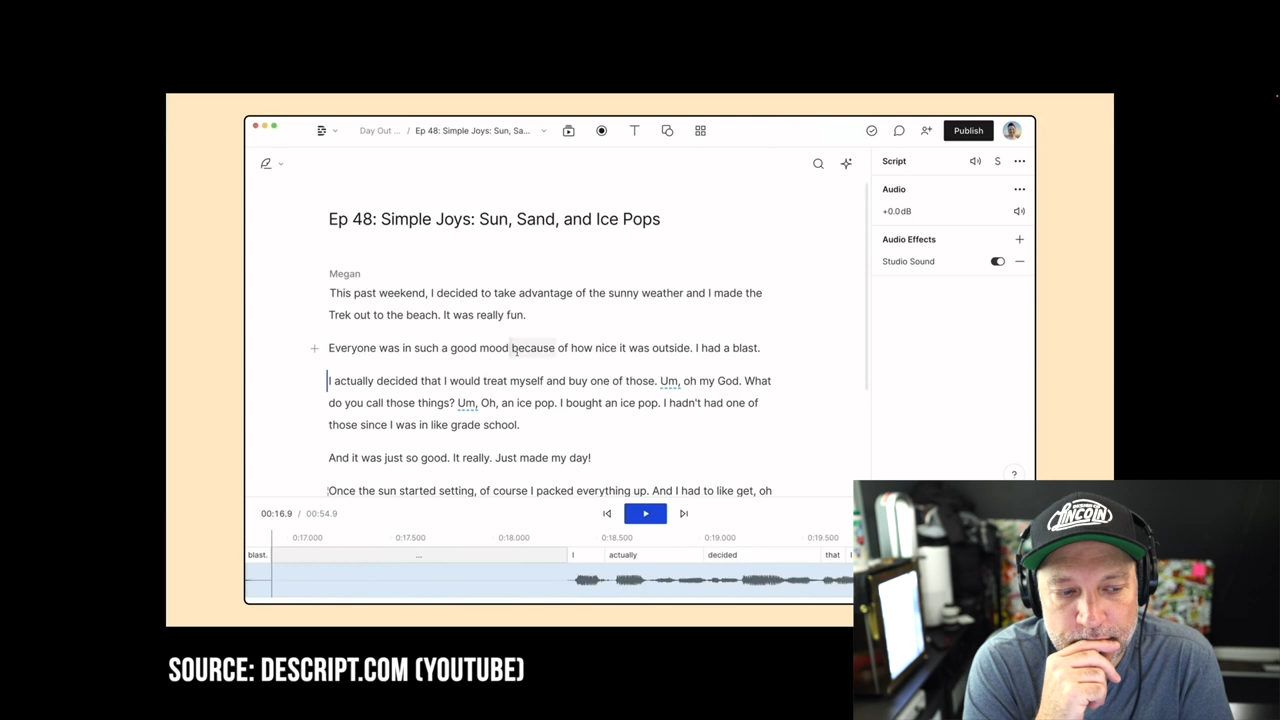 Day Out ... / Ep 48: Simple Joys: Sun, Sa...
Publish
Script
S
Audio
+0.0dB
Audio Effects
Studio Sound
Ep 48: Simple Joys: Sun, Sand, and Ice Pops
Megan
This past weekend, I decided to take advantage of the sunny weather and I made the
Trek out to the beach. It was really fun.
Everyone was in such a good mood because of how nice it was outside. I had a blast.
I actually decided that I would treat myself and buy one of those. Um, oh my God. What
do you call those things? Um, Oh, an ice pop. I bought an ice pop. I hadn't had one of
those since I was in like grade school.
And it was just so good. It really. Just made my day!
Once the sun started setting, of course I packed everything up. And I had to like get, oh
?
00:16.9 / 00:54.9
0:17.000 0:17.500 0:18.000 0:18.500 0:19.000 0:19.500
blast. ... I actually decided that
SOURCE: DESCRIPT.COM (YOUTUBE)
LINCOLN